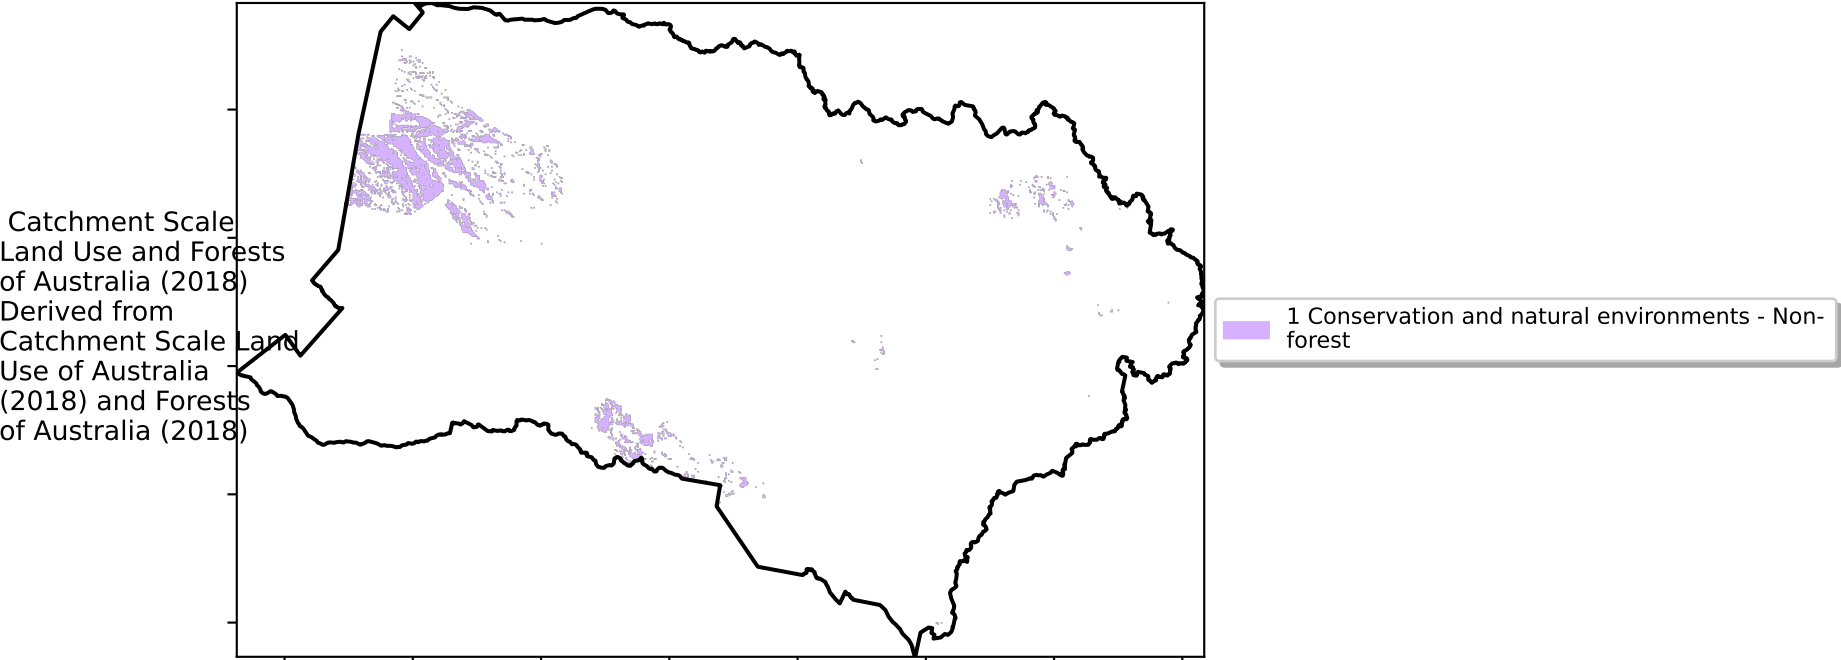 Catchment Scale
Land Use and Forests
of Australia (2018)
Derived from
Catchment Scale Land
Use of Australia
(2018) and Forests
of Australia (2018)
1 Conservation and natural environments - Non-
forest